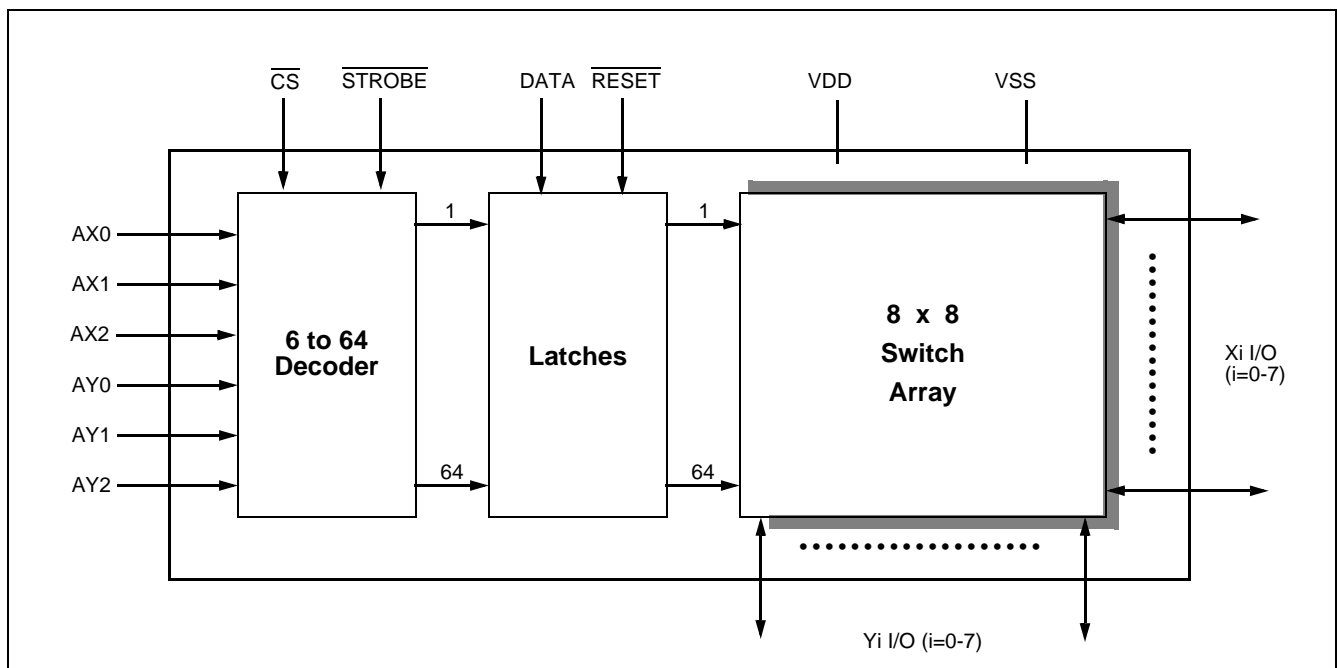 CS STROBE DATA RESET VDD VSS
AX0
AX1
AX2
AY0
AY1
AY2
6 to 64
Decoder
1
64
Latches
1
64
8 x 8
Switch
Array
Xi I/O
(i=0-7)
Yi I/O (i=0-7)